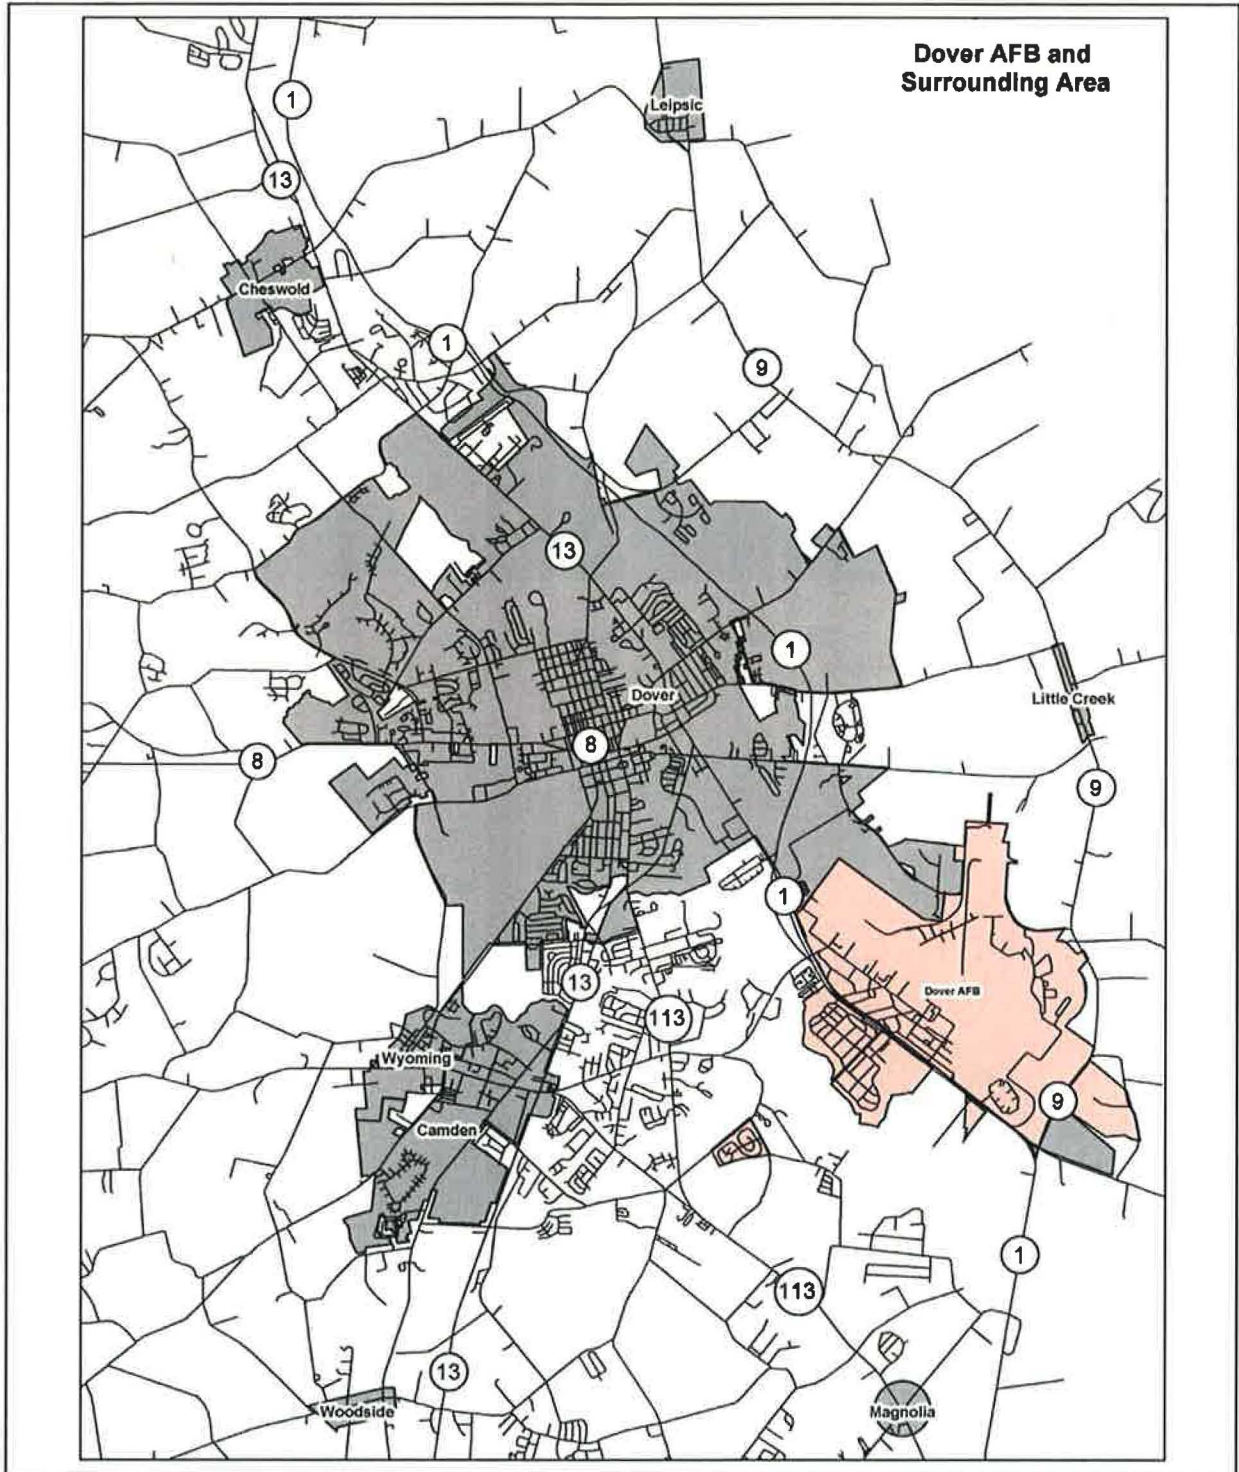 Dover AFB and
Surrounding Area
Leipsic
1
13
Cheswold
1
9
13
1
Dover
Little Creek
8
8
9
1
13
Dover AFB
113
Wyoming
9
Camden
1
113
13
Woodside
Magnolia